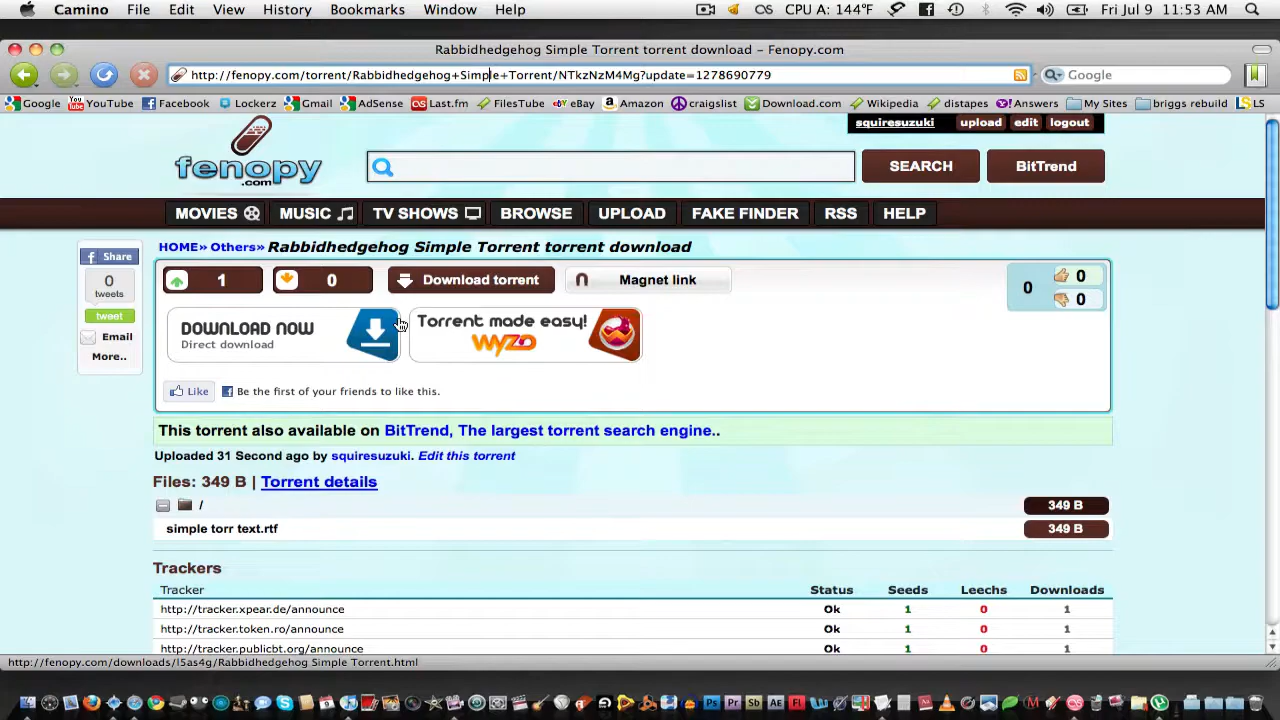 Camino File Edit View History Bookmarks Window Help CPU A: 144°F Fri Jul 9 11:53 AM
Rabbidhedgehog Simple Torrent torrent download – Fenopy.com
http://fenopy.com/torrent/Rabbidhedgehog+Simple+Torrent/NTkzNzM4Mg?update=1278690779 Google
Google YouTube Facebook Lockerz Gmail AdSense Last.fm FilesTube eBay Amazon craigslist Download.com Wikipedia distapes Answers My Sites briggs rebuild LS
squiresuzuki upload edit logout
fenopy .com SEARCH BitTrend
MOVIES MUSIC TV SHOWS BROWSE UPLOAD FAKE FINDER RSS HELP
HOME» Others» Rabbidhedgehog Simple Torrent torrent download
Share
0
tweets
tweet
Email
More..
1 0 Download torrent Magnet link
0 0
0
DOWNLOAD NOW
Direct download
Torrent made easy!
WYZO
Like Be the first of your friends to like this.
This torrent also available on BitTrend, The largest torrent search engine..
Uploaded 31 Second ago by squiresuzuki. Edit this torrent
Files: 349 B | Torrent details
/ 349 B
simple torr text.rtf 349 B
Trackers
Tracker Status Seeds Leechs Downloads
http://tracker.xpear.de/announce Ok 1 0 1
http://tracker.token.ro/announce Ok 1 0 1
http://tracker.publicbt.org/announce Ok 1 0 1
http://fenopy.com/downloads/l5as4g/Rabbidhedgehog Simple Torrent.html